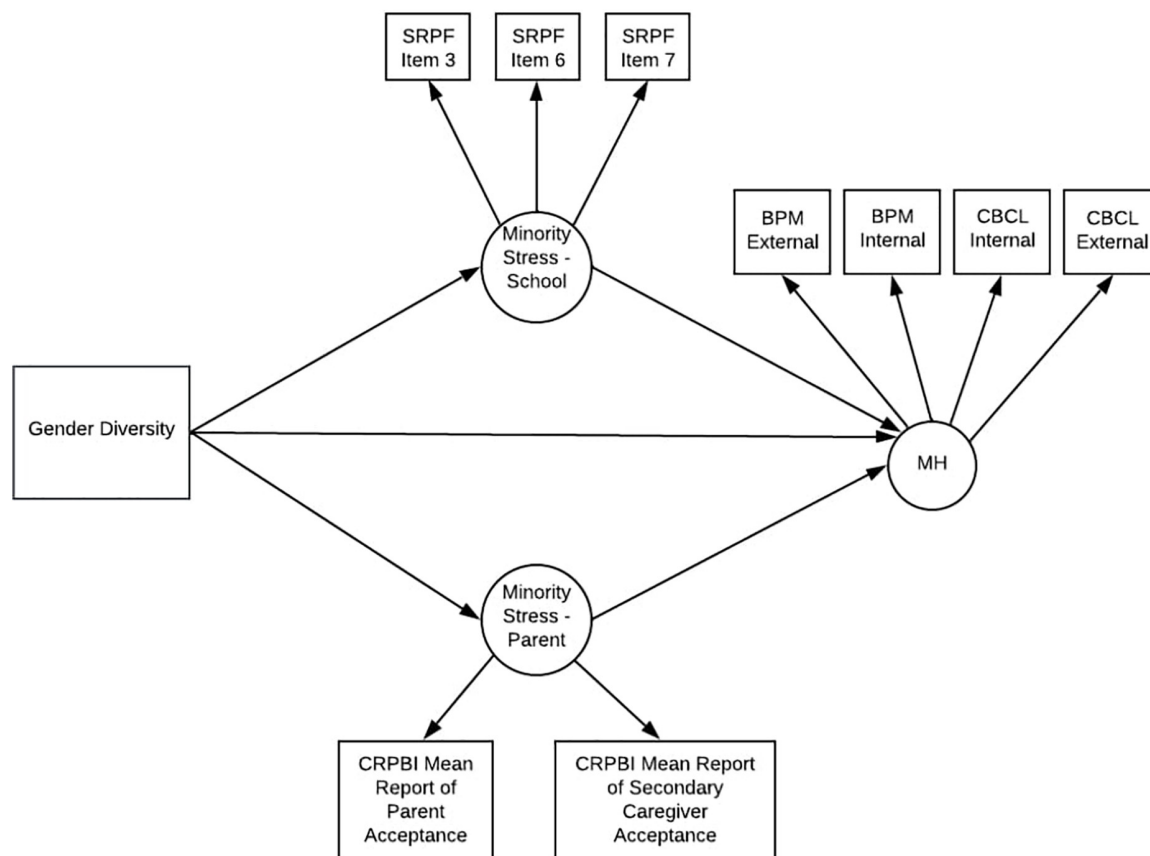 SRPF
Item 3
SRPF
Item 6
SRPF
Item 7
BPM
External
BPM
Internal
CBCL
Internal
CBCL
External
Minority
Stress -
School
Gender Diversity
MH
Minority
Stress -
Parent
CRPBI Mean
Report of
Parent
Acceptance
CRPBI Mean Report
of Secondary
Caregiver
Acceptance